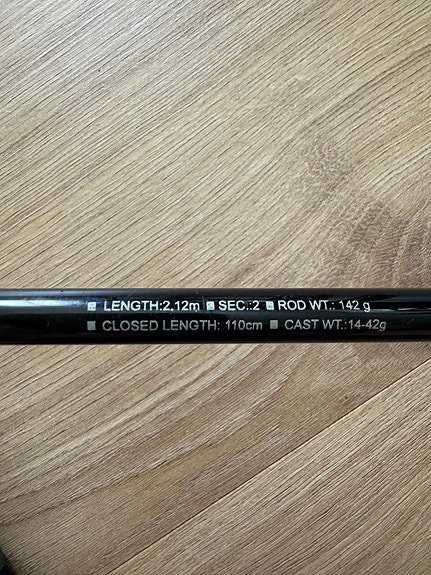 LENGTH:2,12m SEC.:2 ROD WT.: 142 g
CLOSED LENGTH: 110cm CAST WT.:14-42g